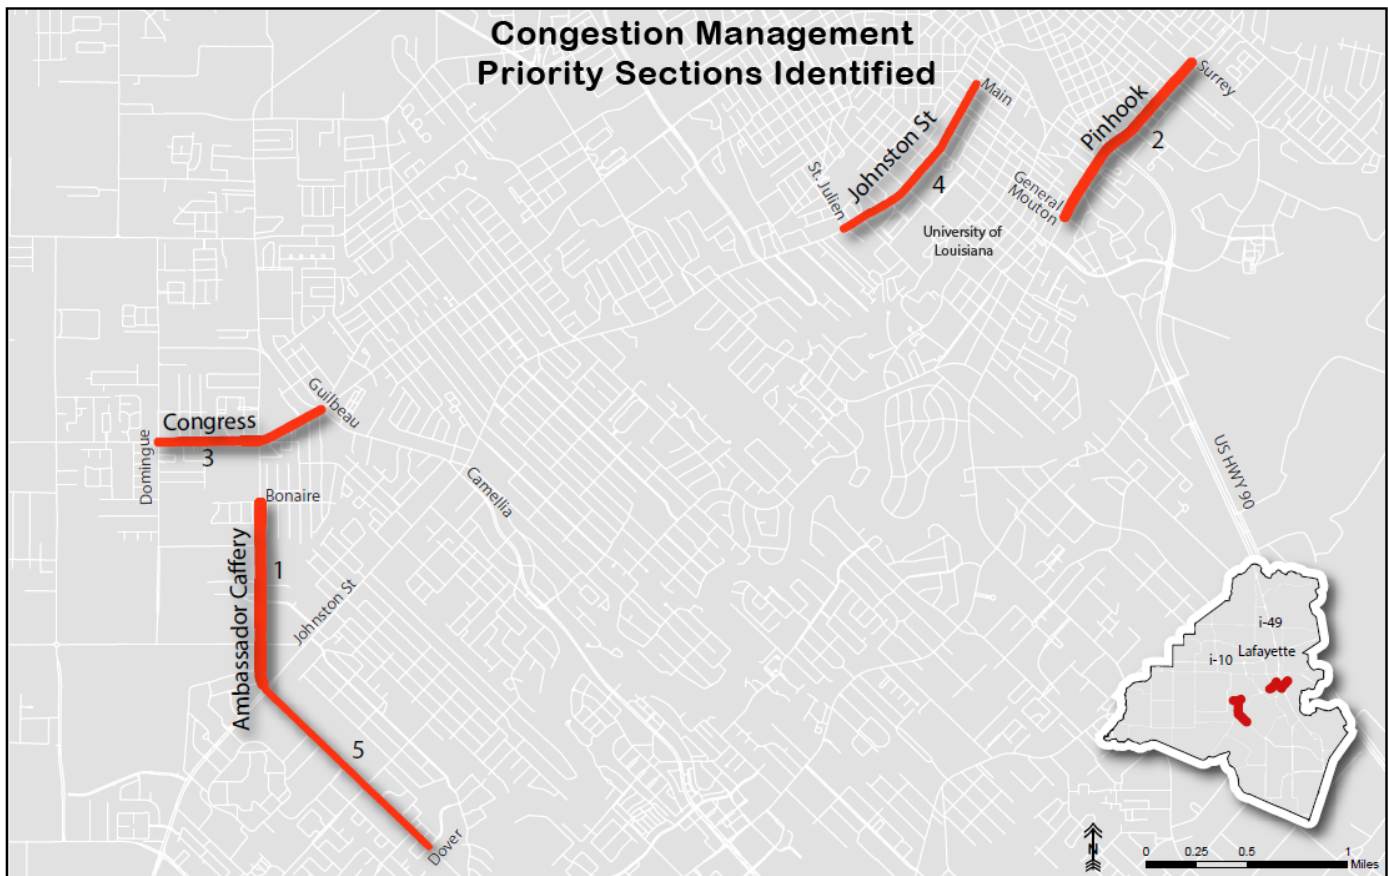 Congestion Management
Priority Sections Identified
Surrey
Main
Pinhook
2
Johnston St
4
St. Julien
General
Mouton
University of
Louisiana
Guilbeau
Congress
3
Domingue
Camellia
US HWY 90
Bonaire
1
Ambassador Caffery
Johnston St
5
Dover
i-49
Lafayette
i-10
N
0 0.25 0.5 1
Miles